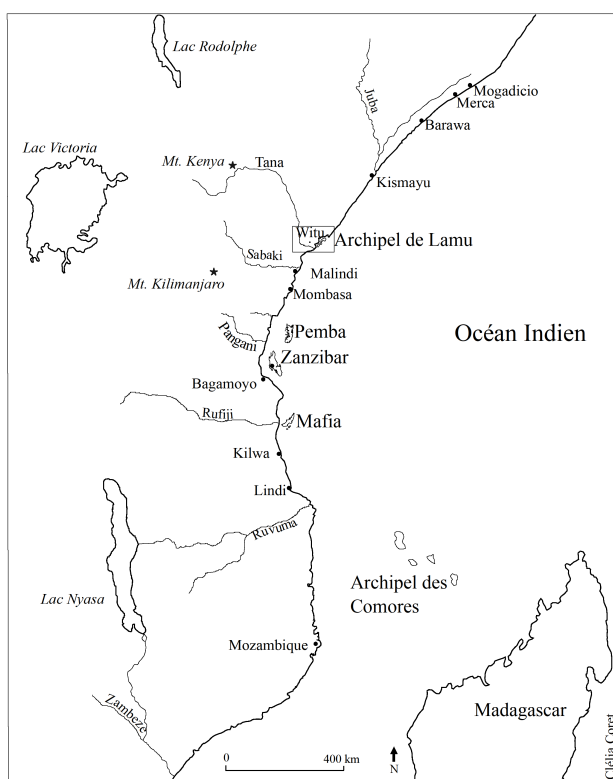 Lac Rodolphe
Juba
Mogadicio
Merca
Barawa
Lac Victoria
Mt. Kenya
Tana
Kismayu
Witu
Archipel de Lamu
Sabaki
Malindi
Mt. Kilimanjaro
Mombasa
Pemba
Océan Indien
Pangani
Zanzibar
Bagamoyo
Rufiji
Mafia
Kilwa
Lindi
Ruvuma
Archipel des
Comores
Lac Nyasa
Mozambique
Zambeze
Madagascar
0
400 km
N
Clélia Coret